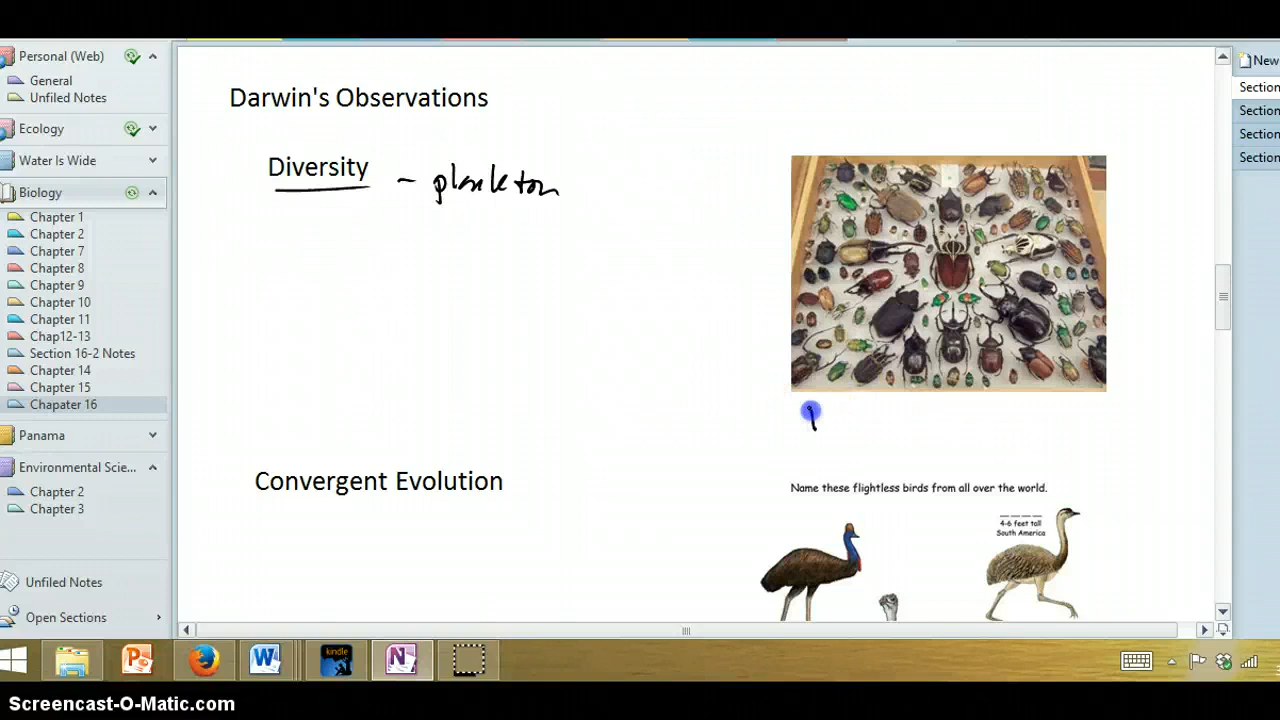 Personal (Web)
General
Unfiled Notes
Ecology
Water Is Wide
Biology
Chapter 1
Chapter 2
Chapter 7
Chapter 8
Chapter 9
Chapter 10
Chapter 11
Chap12-13
Section 16-2 Notes
Chapter 14
Chapter 15
Chapater 16
Panama
Environmental Scie...
Chapter 2
Chapter 3
Unfiled Notes
Open Sections
Darwin's Observations
Diversity - plankton
Convergent Evolution
Name these flightless birds from all over the world.
4-6 feet tall
South America
New
Section
Section
Section
Section
kindle
Screencast-O-Matic.com